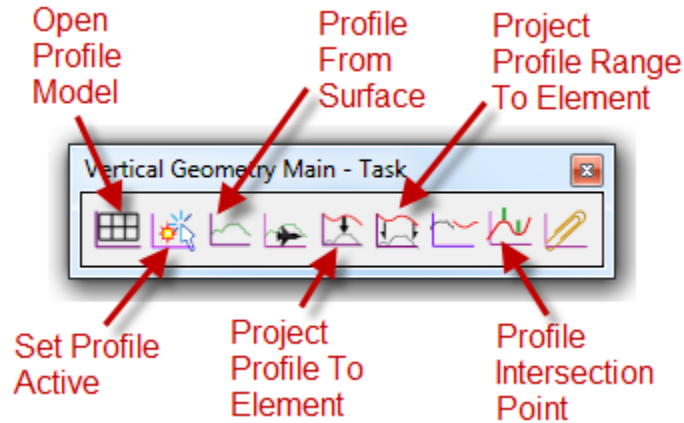 Open
Profile
Model
Profile
From
Surface
Project
Profile Range
To Element
Vertical Geometry Main - Task
Set Profile
Active
Project
Profile To
Element
Profile
Intersection
Point